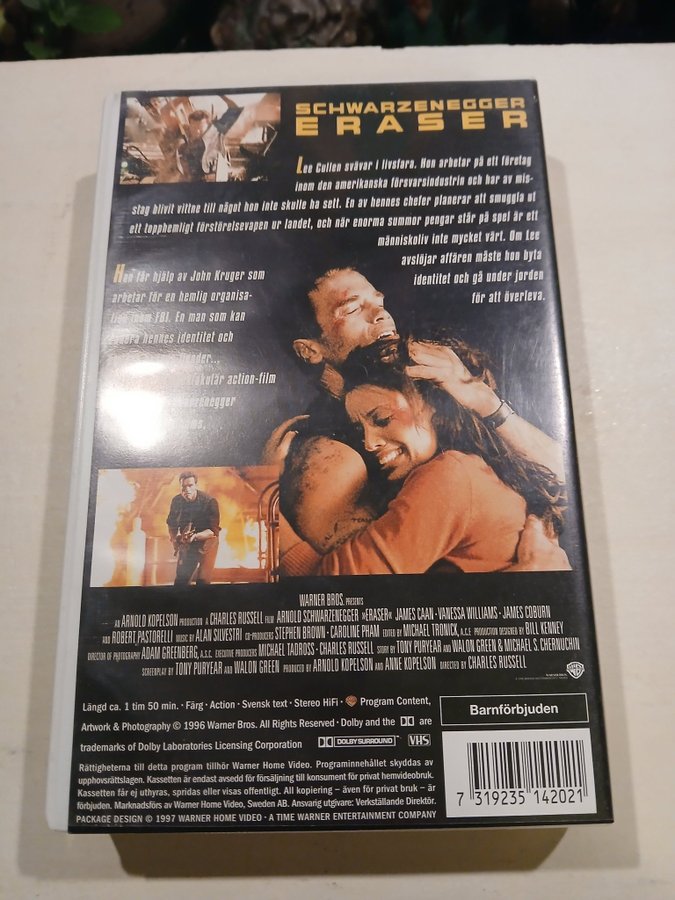 SCHWARZENEGGER
ERASER
Lee Cullen svävar i livsfara. Hon arbetar på ett företag
inom den amerikanska försvarsindustrin och har av mis-
stag blivit vittne till något hon inte skulle ha sett. En av hennes chefer planerar att smuggla ut
ett topphemligt förstörelsevapen ur landet, och när enorma summor pengar står på spel är ett
människoliv inte mycket värt. Om Lee
avslöjar affären måste hon byta
identitet och gå under jorden
för att överleva.
Hon får hjälp av John Kruger som
arbetar för en hemlig organisa-
tion inom FBI. En man som kan
hennes identitet och
action-film
WARNER BROS. PRESENTS
AN ARNOLD KOPELSON PRODUCTION A CHARLES RUSSELL FILM ARNOLD SCHWARZENEGGER »ERASER« JAMES CAAN · VANESSA WILLIAMS · JAMES COBURN
AND ROBERT PASTORELLI MUSIC BY ALAN SILVESTRI CO-PRODUCERS STEPHEN BROWN · CAROLINE PHAM EDITED BY MICHAEL TRONICK, A.C.E PRODUCTION DESIGNED BY BILL KENNEY
DIRECTOR OF PHOTOGRAPHY ADAM GREENBERG, A.S.C. EXECUTIVE PRODUCERS MICHAEL TADROSS · CHARLES RUSSELL STORY BY TONY PURYEAR AND WALON GREEN & MICHAEL S. CHERNUCHIN
SCREENPLAY BY TONY PURYEAR AND WALON GREEN PRODUCED BY ARNOLD KOPELSON AND ANNE KOPELSON DIRECTED BY CHARLES RUSSELL
Längd ca. 1 tim 50 min. · Färg · Action · Svensk text · Stereo HiFi · Program Content,
Artwork & Photography © 1996 Warner Bros. All Rights Reserved · Dolby and the are
trademarks of Dolby Laboratories Licensing Corporation DOLBY SURROUND VHS
Barnförbjuden
Rättigheterna till detta program tillhör Warner Home Video. Programinnehållet skyddas av
upphovsrättslagen. Kassetten är endast avsedd för försäljning till konsument för privat hemvideobruk.
Kassetten får ej uthyras, spridas eller visas offentligt. All kopiering – även för privat bruk – är
förbjuden. Marknadsförs av Warner Home Video, Sweden AB. Ansvarig utgivare: Verkställande Direktör.
PACKAGE DESIGN © 1997 WARNER HOME VIDEO · A TIME WARNER ENTERTAINMENT COMPANY
7 319235 142021